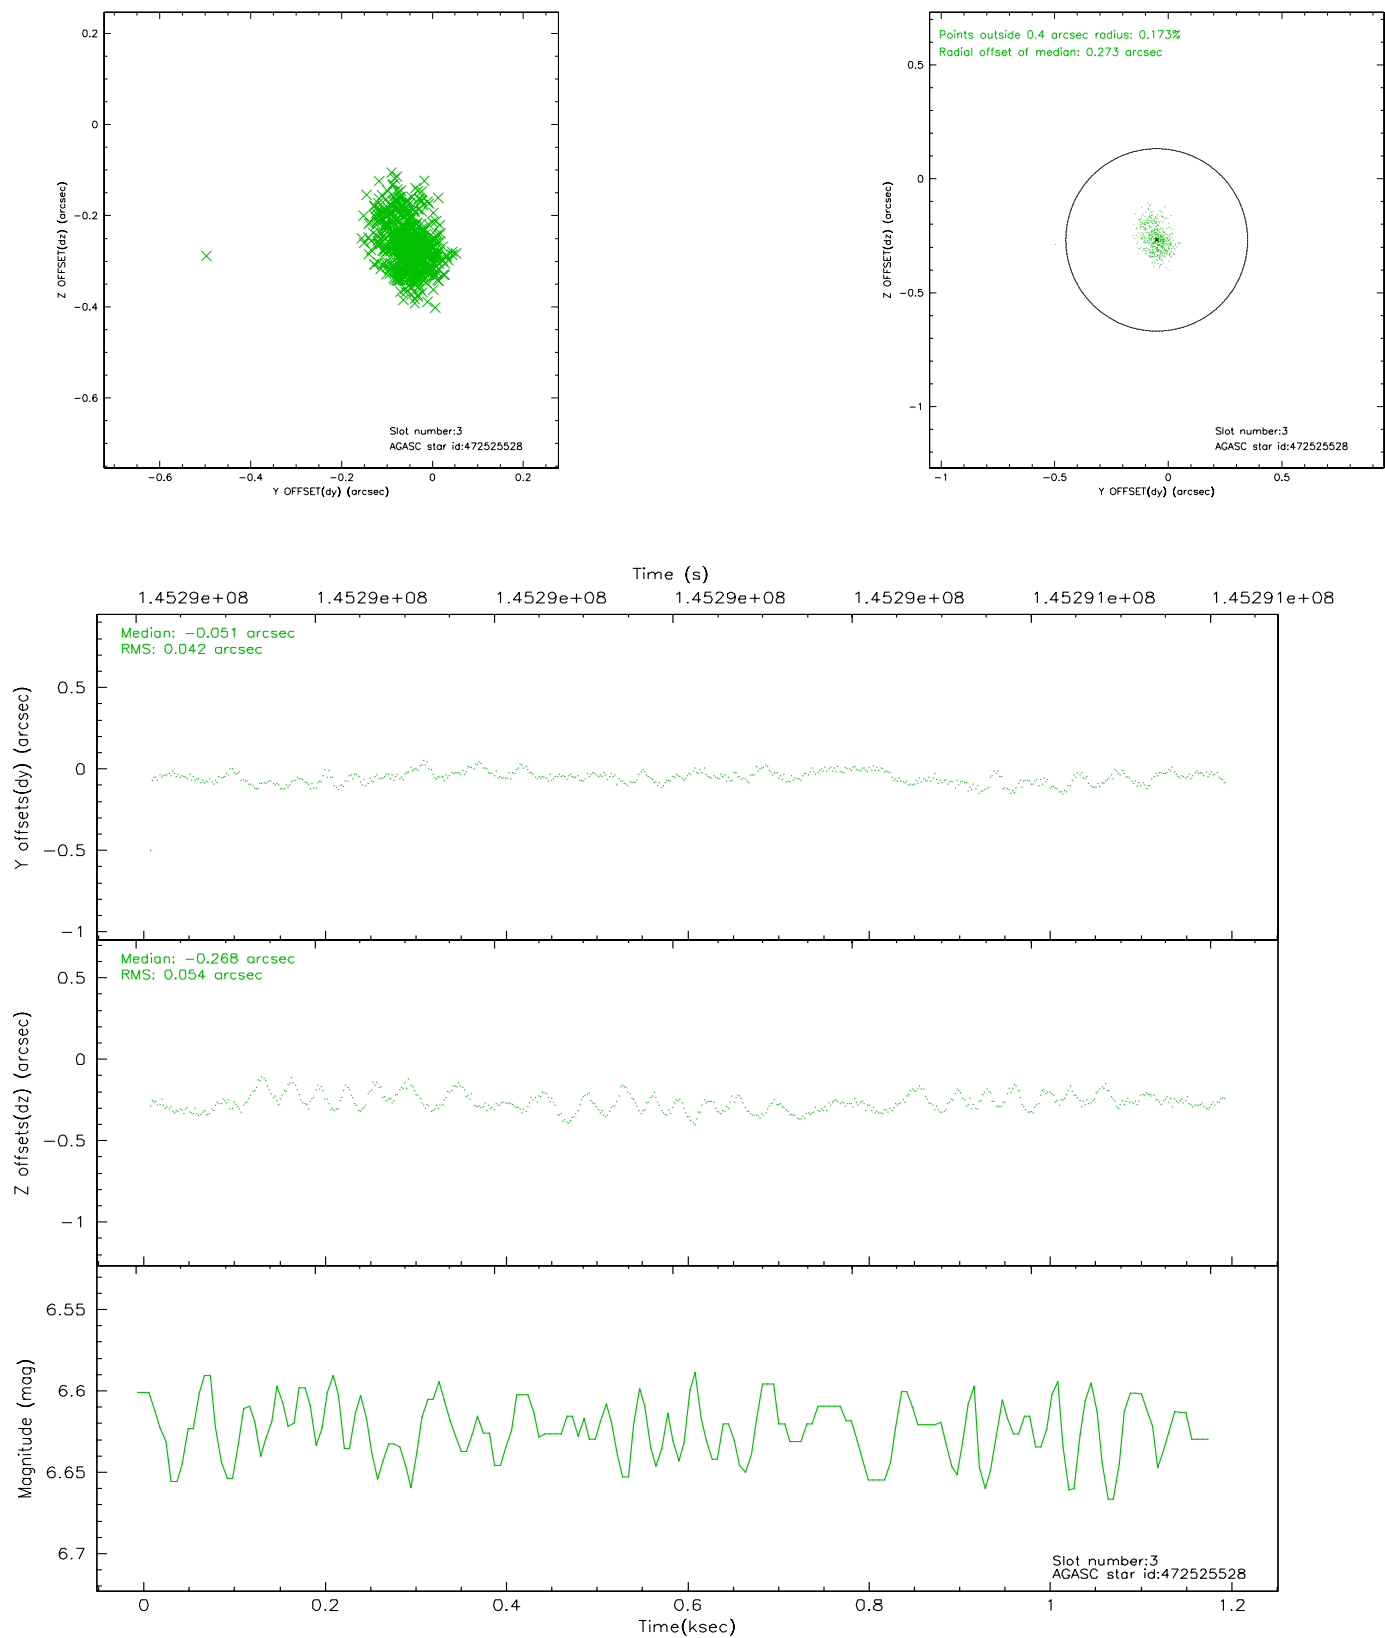 0.2
0
−0.2
−0.4
−0.6
Z OFFSET(dz) (arcsec)
−0.6
−0.4
−0.2
0
Y OFFSET(dy) (arcsec)
Slot number:3
AGASC star id:472525528
Points outside 0.4 arcsec radius: 0.173%
Radial offset of median: 0.273 arcsec
0.5
0
−0.5
−1
Z OFFSET(dz) (arcsec)
−1
−0.5
0
0.5
Y OFFSET(dy) (arcsec)
Slot number:3
AGASC star id:472525528
Time (s)
1.4529e+08 1.4529e+08 1.4529e+08 1.4529e+08 1.4529e+08 1.45291e+08 1.45291e+08
Median: −0.051 arcsec
RMS: 0.042 arcsec
0.5
0
−0.5
−1
Y offsets(dy) (arcsec)
Median: −0.268 arcsec
RMS: 0.054 arcsec
0.5
0
−0.5
−1
Z offsets(dz) (arcsec)
6.55
6.6
6.65
6.7
Magnitude (mag)
Slot number:3
AGASC star id:472525528
0 0.2 0.4 0.6 0.8 1 1.2
Time(ksec)